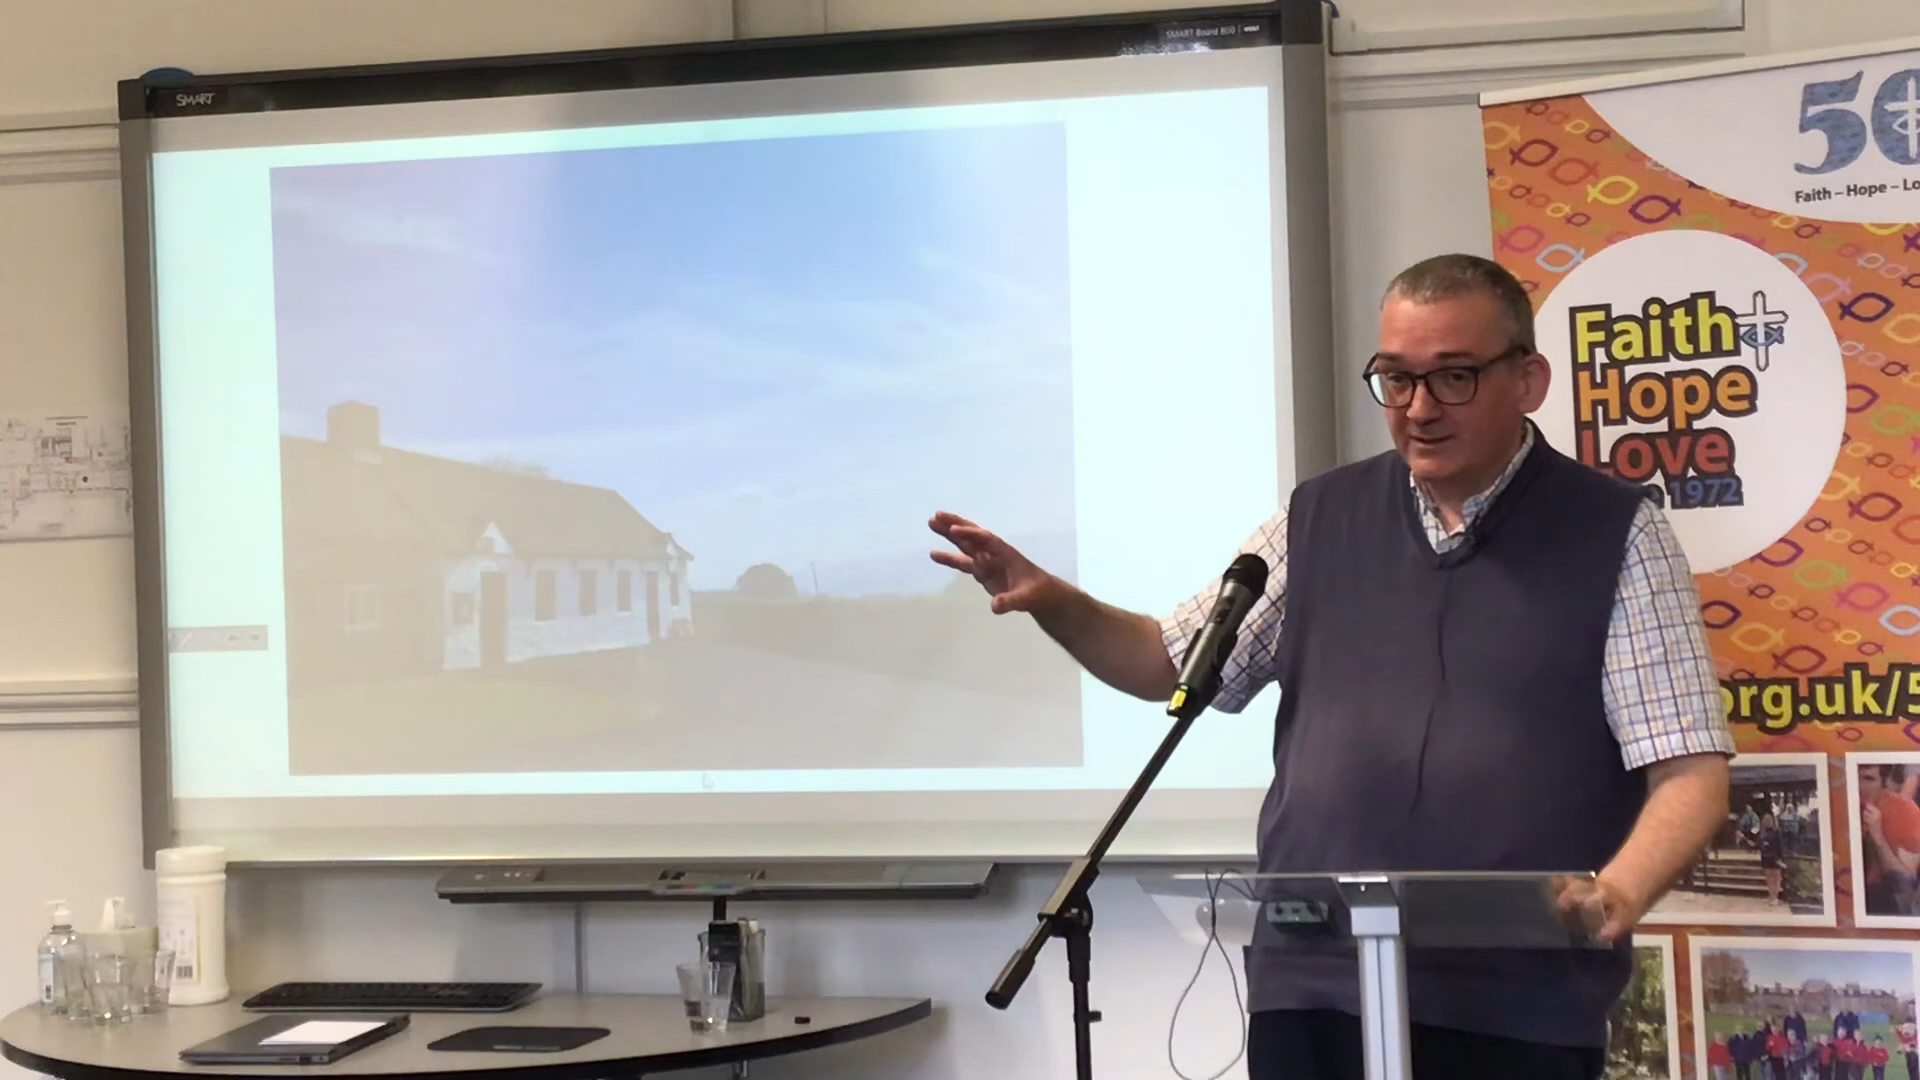 SMART
SMART Board 800
50
Faith – Hope – Lo
Faith
Hope
Love
1972
org.uk/5